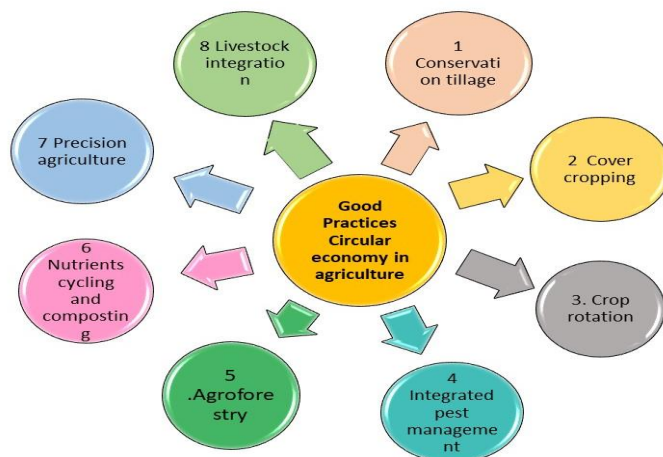 Good
Practices
Circular
economy in
agriculture
1
Conservati
on tillage
2 Cover
cropping
3. Crop
rotation
4
Integrated
pest
manageme
nt
5
.Agrofore
stry
6
Nutrients
cycling
and
compostin
g
7 Precision
agriculture
8 Livestock
integratio
n